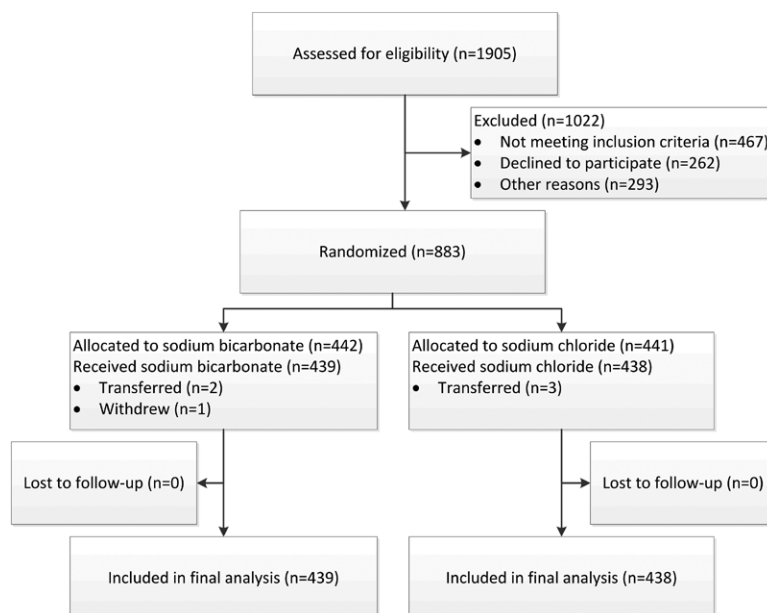 Assessed for eligibility (n=1905)
Excluded (n=1022)
• Not meeting inclusion criteria (n=467)
• Declined to participate (n=262)
• Other reasons (n=293)
Randomized (n=883)
Allocated to sodium bicarbonate (n=442)
Received sodium bicarbonate (n=439)
• Transferred (n=2)
• Withdrew (n=1)
Allocated to sodium chloride (n=441)
Received sodium chloride (n=438)
• Transferred (n=3)
Lost to follow-up (n=0)
Lost to follow-up (n=0)
Included in final analysis (n=439)
Included in final analysis (n=438)